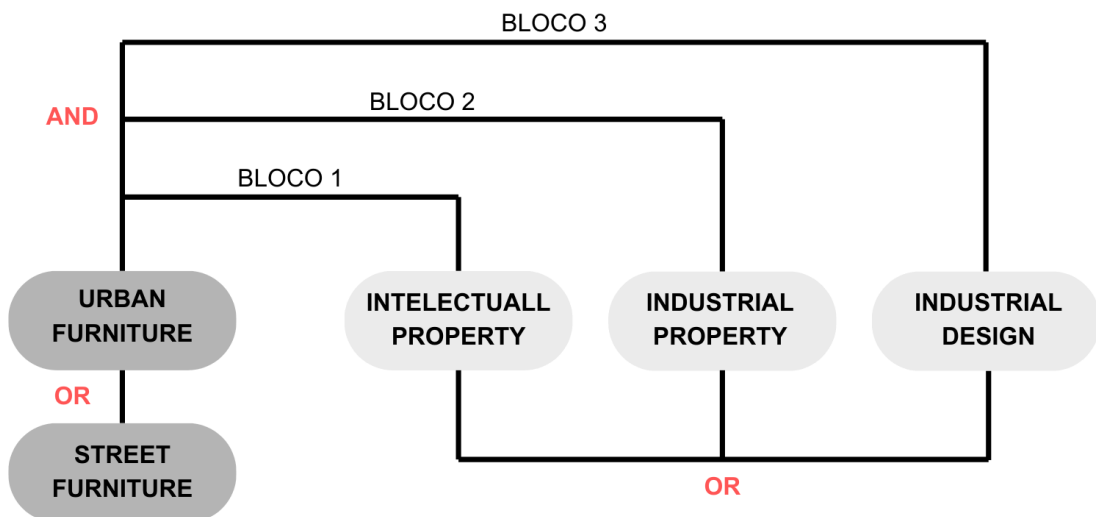 BLOCO 3
AND
BLOCO 2
BLOCO 1
URBAN
FURNITURE
INTELECTUALL
PROPERTY
INDUSTRIAL
PROPERTY
INDUSTRIAL
DESIGN
OR
STREET
FURNITURE
OR